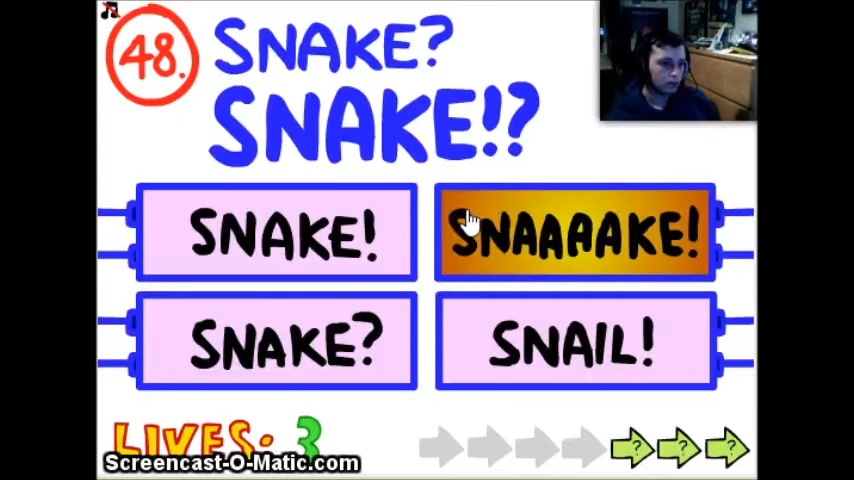 48.
SNAKE?
SNAKE!?
SNAKE!
SNAAAAKE!
SNAKE?
SNAIL!
LIVES: 3
? ? ?
Screencast-O-Matic.com